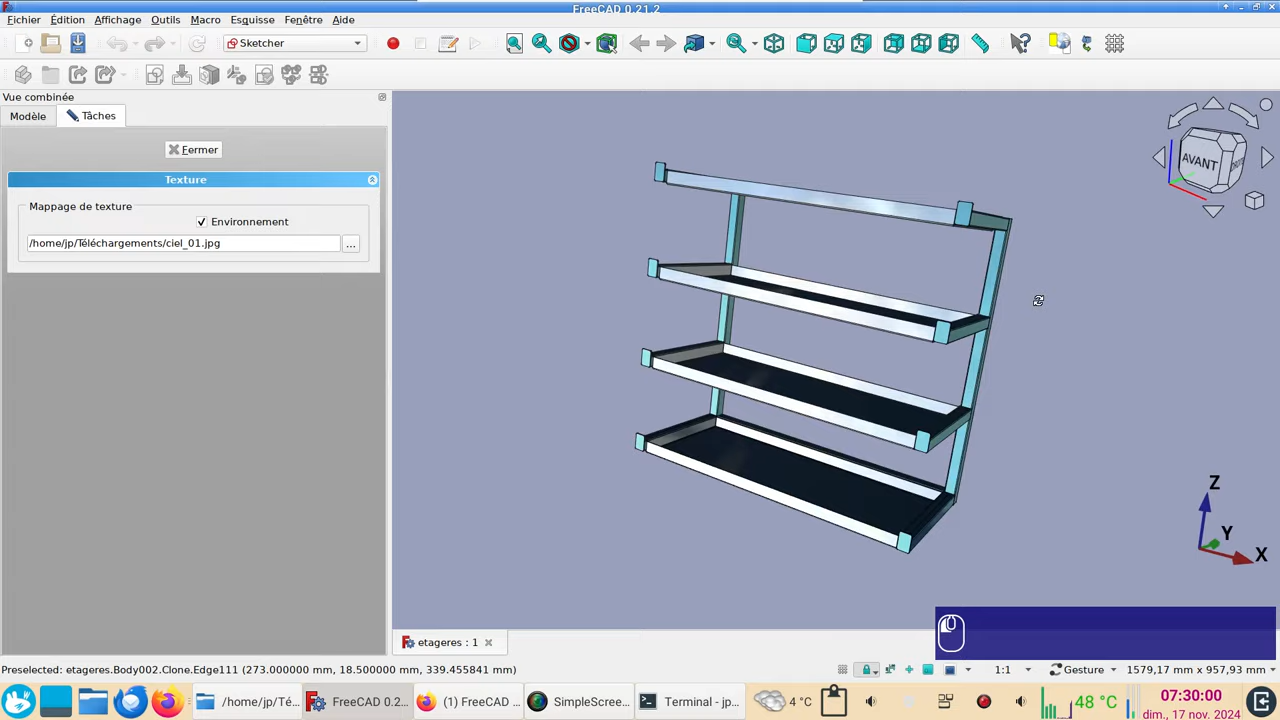 FreeCAD 0.21.2
Fichier Édition Affichage Outils Macro Esquisse Fenêtre Aide
Sketcher
Vue combinée
Modèle Tâches
Fermer
Texture
Mappage de texture
Environnement
/home/jp/Téléchargements/ciel_01.jpg ...
AVANT
Z
Y
X
etageres : 1
Preselected: etageres.Body002.Clone.Edge111 (273.000000 mm, 18.500000 mm, 339.455841 mm)
1:1 Gesture 1579,17 mm x 957,93 mm
/home/jp/Té... FreeCAD 0.2... (1) FreeCAD... SimpleScree... Terminal - jp... 4 °C 48 °C
07:30:00
dim., 17 nov. 2024